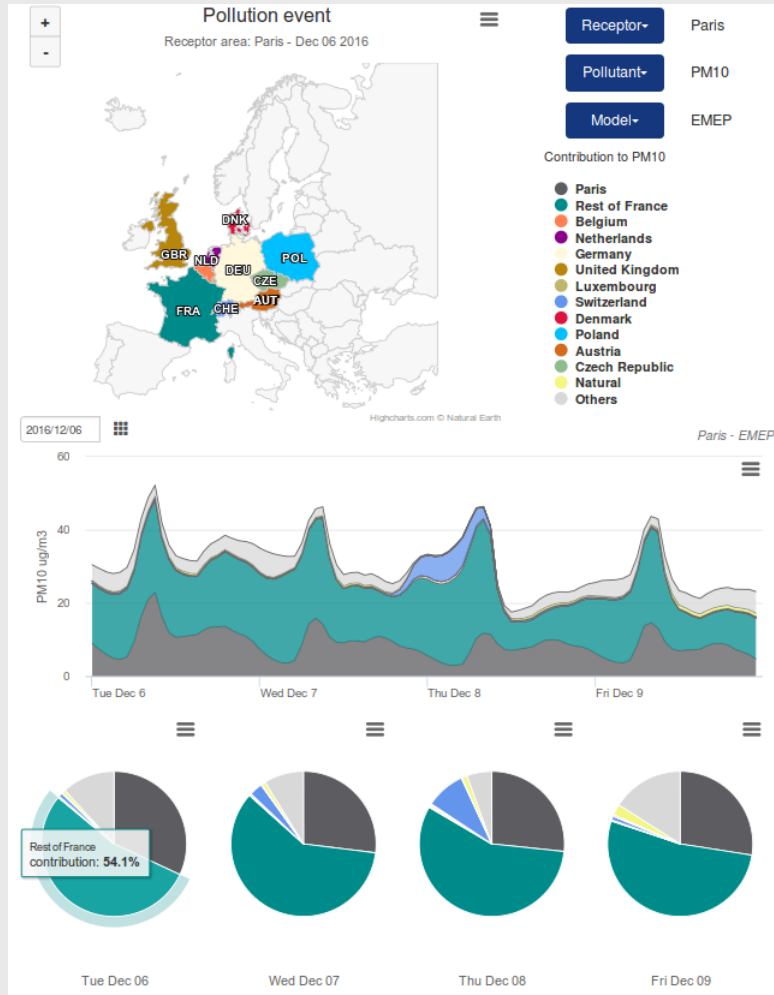 +
-
Pollution event
Receptor area: Paris - Dec 06 2016
Receptor
Paris
Pollutant
PM10
Model
EMEP
Contribution to PM10
Paris
Rest of France
Belgium
Netherlands
Germany
United Kingdom
Luxembourg
Switzerland
Denmark
Poland
Austria
Czech Republic
Natural
Others
DNK
GBR
NLD
DEU
POL
CZE
AUT
FRA
CHE
Highcharts.com © Natural Earth
2016/12/06
Paris - EMEP
PM10 ug/m3
60
40
20
0
Tue Dec 6
Wed Dec 7
Thu Dec 8
Fri Dec 9
Rest of France
contribution: 54.1%
Tue Dec 06
Wed Dec 07
Thu Dec 08
Fri Dec 09